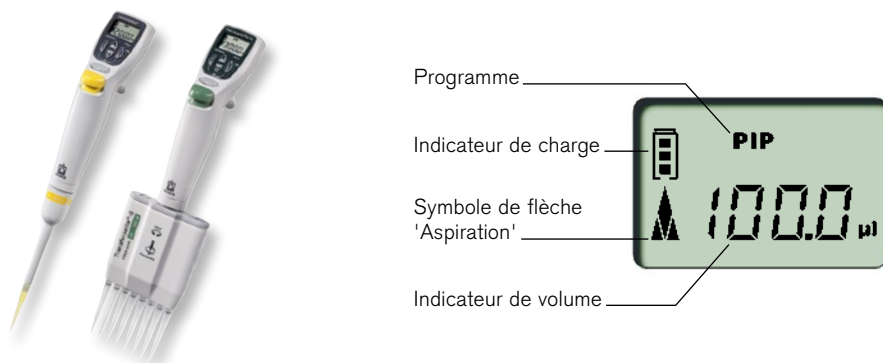 Programme
Indicateur de charge
Symbole de flèche
'Aspiration'
Indicateur de volume
PIP
100.0 µl